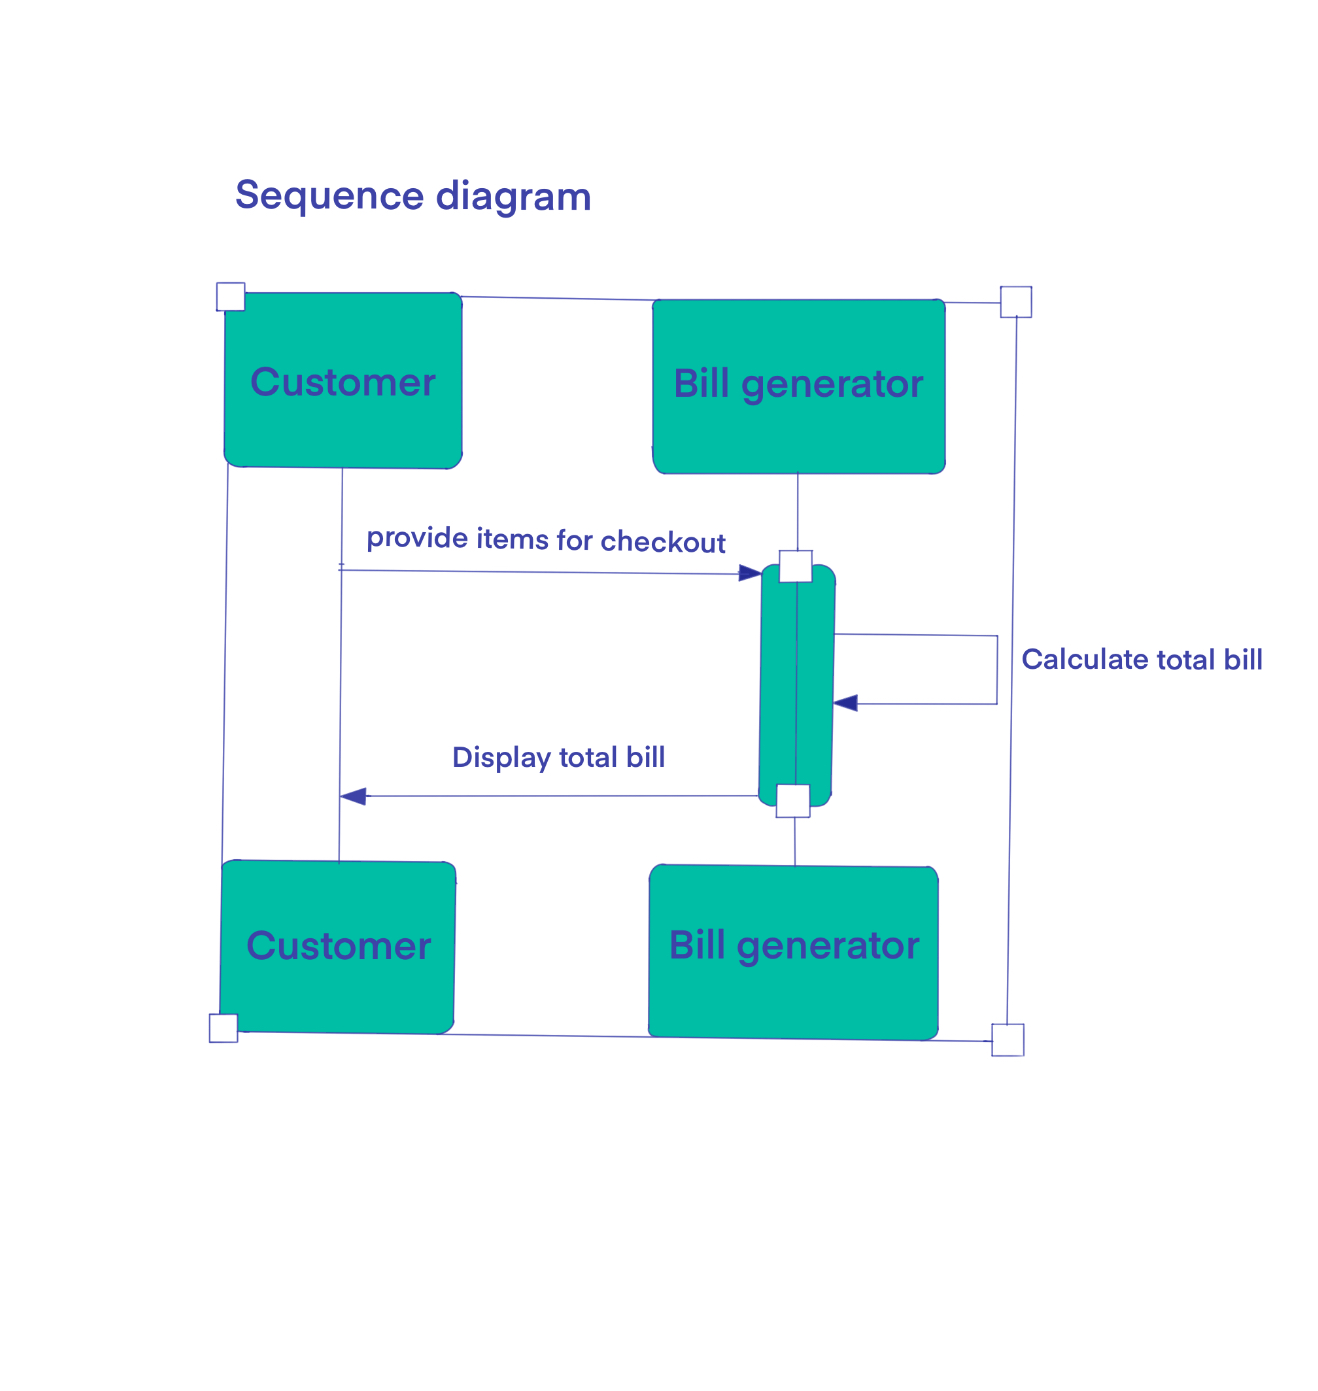 Sequence diagram
Customer
Bill generator
provide items for checkout
Calculate total bill
Display total bill
Customer
Bill generator